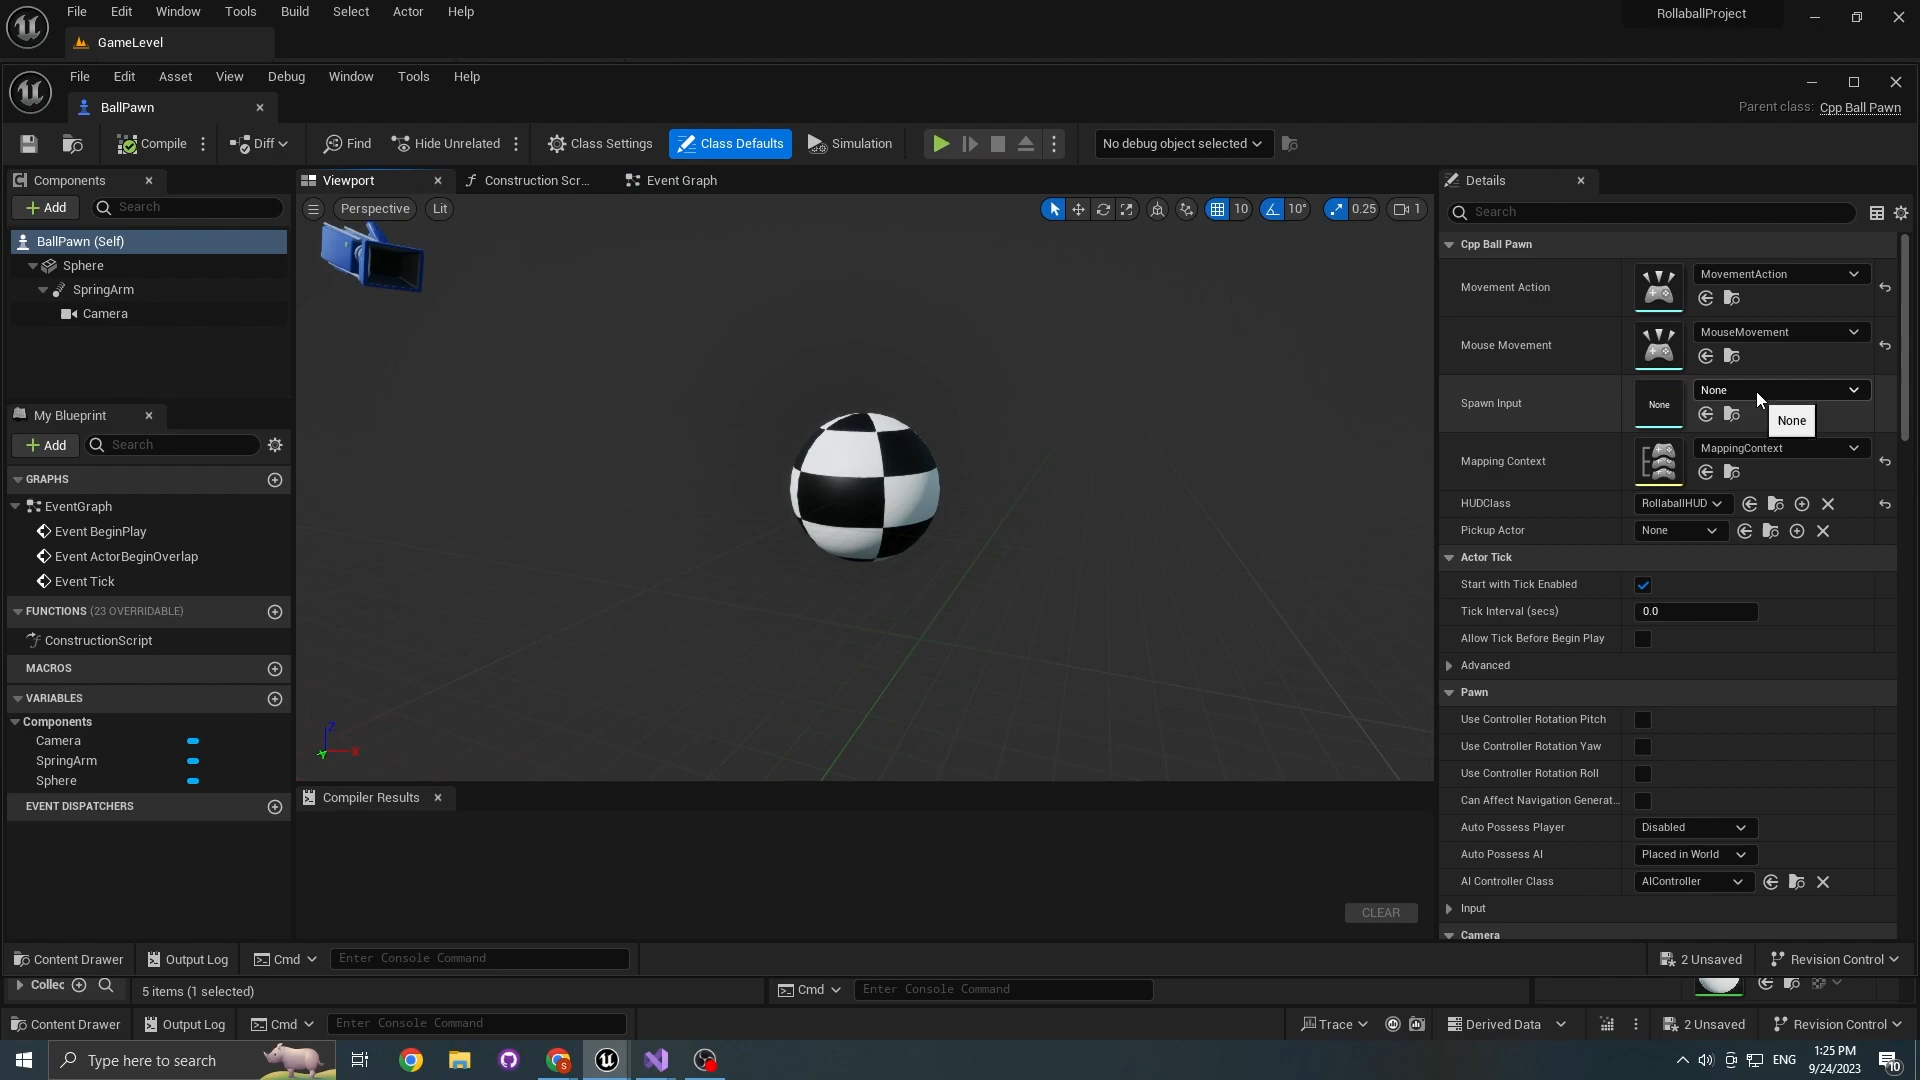 File Edit Window Tools Build Select Actor Help
RollaballProject
GameLevel
File Edit Asset View Debug Window Tools Help
BallPawn
Parent class: Cpp Ball Pawn
Compile Diff Find Hide Unrelated Class Settings Class Defaults Simulation No debug object selected
Components
Add Search
BallPawn (Self)
Sphere
SpringArm
Camera
My Blueprint
Add Search
GRAPHS
EventGraph
Event BeginPlay
Event ActorBeginOverlap
Event Tick
FUNCTIONS (23 OVERRIDABLE)
ConstructionScript
MACROS
VARIABLES
Components
Camera
SpringArm
Sphere
EVENT DISPATCHERS
Viewport Construction Scr... Event Graph
Perspective Lit 10 10° 0.25 1
Z
X
Y
Compiler Results
CLEAR
Details
Search
Cpp Ball Pawn
Movement Action MovementAction
Mouse Movement MouseMovement
Spawn Input None None
None
Mapping Context MappingContext
HUDClass RollaballHUD
Pickup Actor None
Actor Tick
Start with Tick Enabled
Tick Interval (secs) 0.0
Allow Tick Before Begin Play
Advanced
Pawn
Use Controller Rotation Pitch
Use Controller Rotation Yaw
Use Controller Rotation Roll
Can Affect Navigation Generat...
Auto Possess Player Disabled
Auto Possess AI Placed in World
AI Controller Class AIController
Input
Camera
Content Drawer Output Log Cmd Enter Console Command 2 Unsaved Revision Control
Collec 5 items (1 selected) Cmd Enter Console Command
Content Drawer Output Log Cmd Enter Console Command Trace Derived Data 2 Unsaved Revision Control
Type here to search ENG 1:25 PM
9/24/2023
10